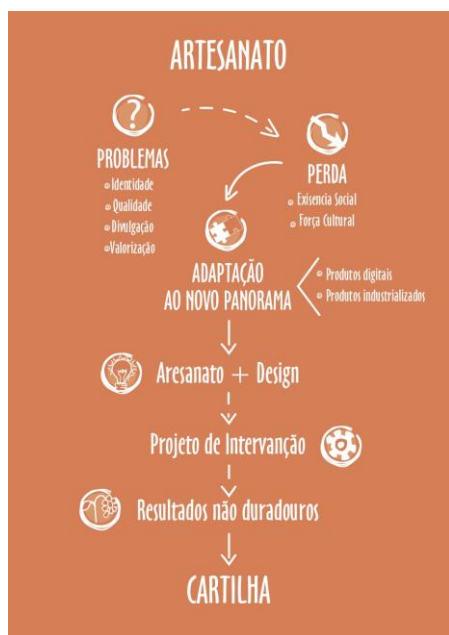 ARTESANATO
?
PROBLEMAS
Identidade
Qualidade
Divulgação
Valorização
PERDA
Exisencia Social
Força Cultural
ADAPTAÇÃO
AO NOVO PANORAMA
Produtos digitais
Produtos industrializados
Aresanato + Design
Projeto de Intervanção
Resultados não duradouros
CARTILHA